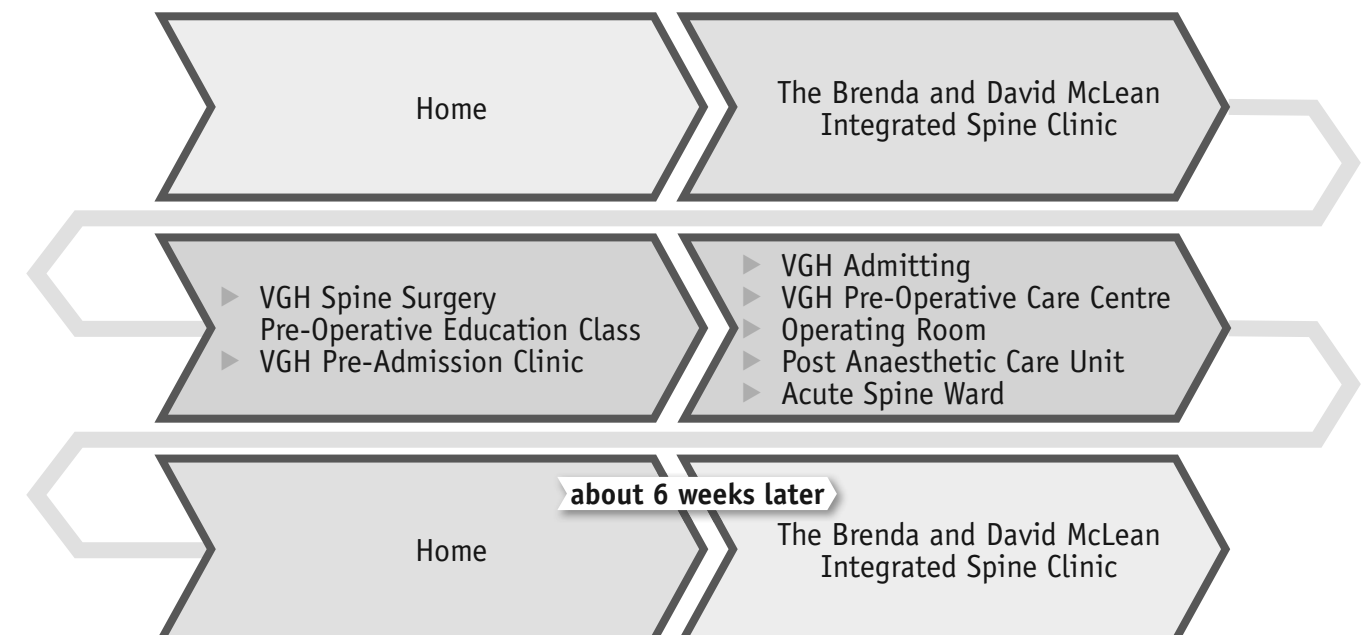 Home
The Brenda and David McLean
Integrated Spine Clinic
VGH Spine Surgery
Pre-Operative Education Class
VGH Pre-Admission Clinic
VGH Admitting
VGH Pre-Operative Care Centre
Operating Room
Post Anaesthetic Care Unit
Acute Spine Ward
about 6 weeks later
Home
The Brenda and David McLean
Integrated Spine Clinic